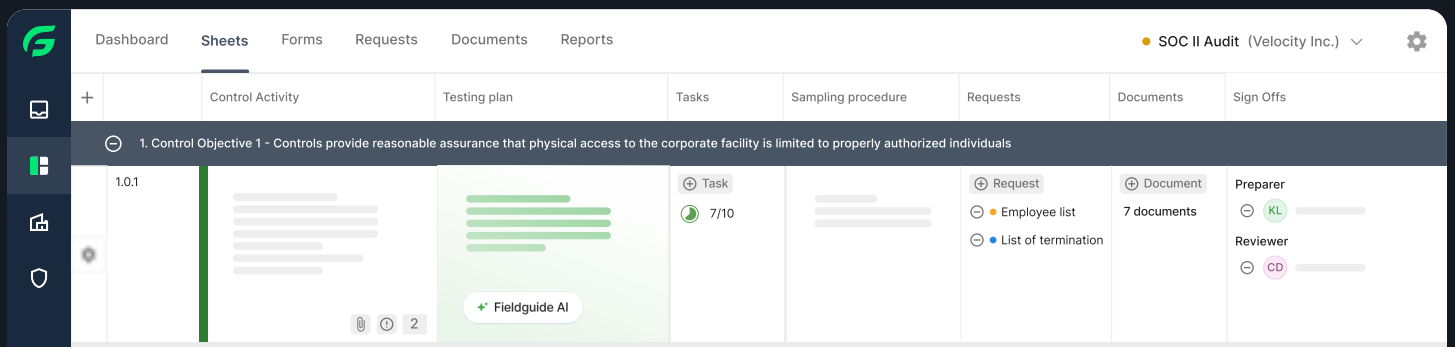 Dashboard Sheets Forms Requests Documents Reports SOC II Audit (Velocity Inc.)
Control Activity Testing plan Tasks Sampling procedure Requests Documents Sign Offs
1. Control Objective 1 - Controls provide reasonable assurance that physical access to the corporate facility is limited to properly authorized individuals
1.0.1 Task Request Document Preparer
7/10 Employee list 7 documents KL
List of termination Reviewer
CD
Fieldguide AI
2